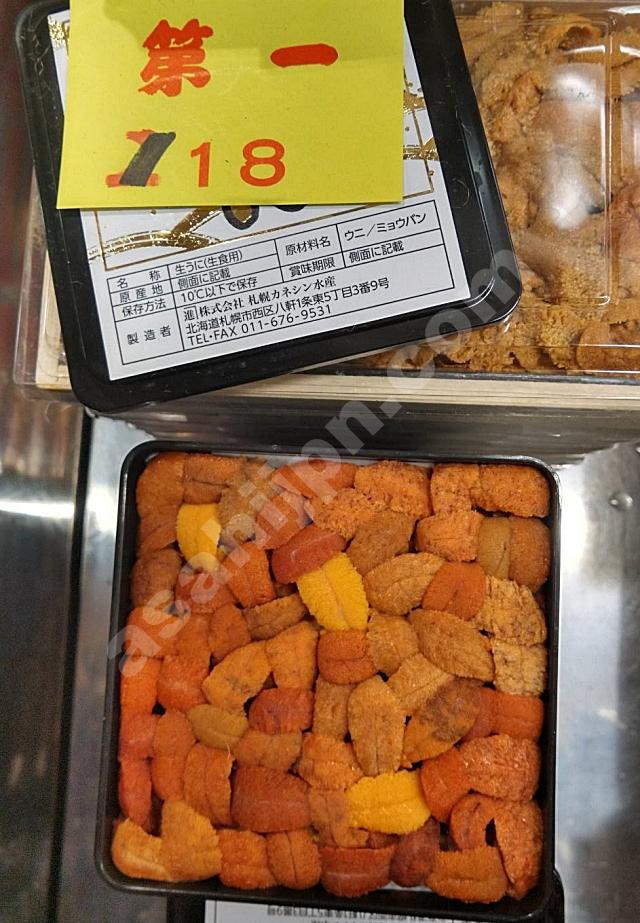 第一
18
名称 生うに(生食用) 原材料名 ウニ／ミョウバン
原産地 側面に記載 賞味期限 側面に記載
保存方法 10℃以下で保存
製造者 進|株式会社 札幌カネシン水産
北海道札幌市西区八軒1条東5丁目3番9号
TEL・FAX 011-676-9531
asahijpn.com